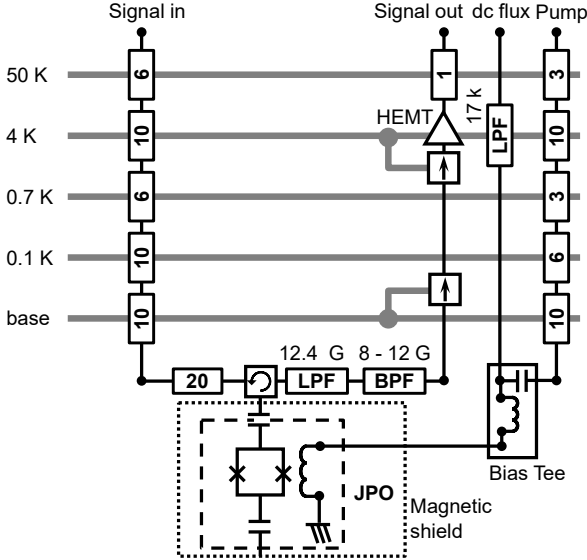 Signal in
Signal out
dc flux
Pump
50 K
6
1
3
4 K
10
HEMT
17 k
LPF
10
0.7 K
6
3
0.1 K
10
6
base
10
10
12.4 G
8 - 12 G
20
LPF
BPF
Bias Tee
JPO
Magnetic
shield